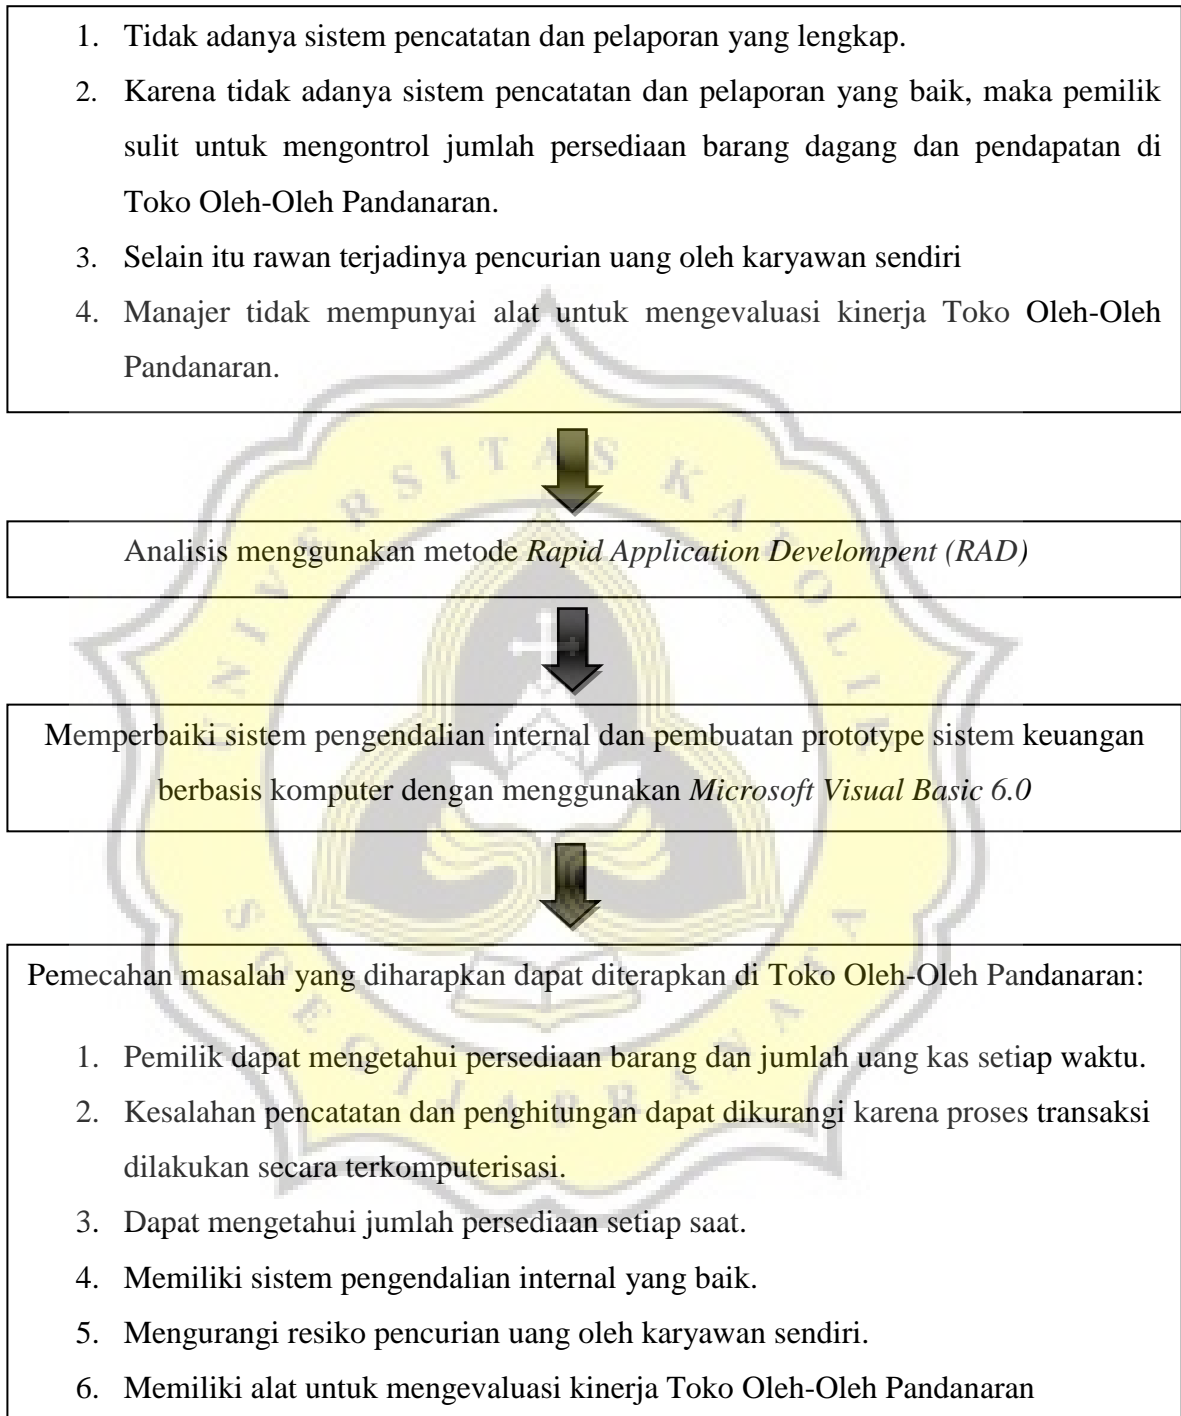 1. Tidak adanya sistem pencatatan dan pelaporan yang lengkap.
2. Karena tidak adanya sistem pencatatan dan pelaporan yang baik, maka pemilik
sulit untuk mengontrol jumlah persediaan barang dagang dan pendapatan di
Toko Oleh-Oleh Pandanaran.
3. Selain itu rawan terjadinya pencurian uang oleh karyawan sendiri
4. Manajer tidak mempunyai alat untuk mengevaluasi kinerja Toko Oleh-Oleh
Pandanaran.
UNIVERSITAS KATOLIK
Analisis menggunakan metode Rapid Application Develompent (RAD)
Memperbaiki sistem pengendalian internal dan pembuatan prototype sistem keuangan
berbasis komputer dengan menggunakan Microsoft Visual Basic 6.0
Pemecahan masalah yang diharapkan dapat diterapkan di Toko Oleh-Oleh Pandanaran:
1. Pemilik dapat mengetahui persediaan barang dan jumlah uang kas setiap waktu.
2. Kesalahan pencatatan dan penghitungan dapat dikurangi karena proses transaksi
dilakukan secara terkomputerisasi.
3. Dapat mengetahui jumlah persediaan setiap saat.
4. Memiliki sistem pengendalian internal yang baik.
5. Mengurangi resiko pencurian uang oleh karyawan sendiri.
6. Memiliki alat untuk mengevaluasi kinerja Toko Oleh-Oleh Pandanaran
SOEGIJAPRANATA